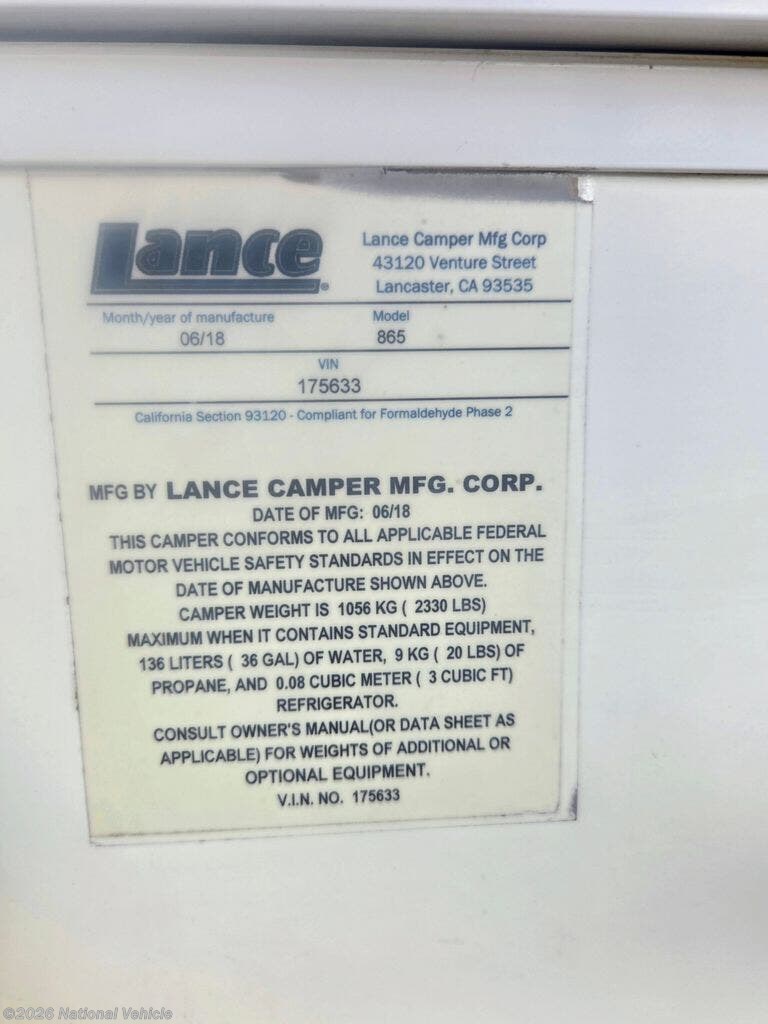 Lance
Lance Camper Mfg Corp
43120 Venture Street
Lancaster, CA 93535
Month/year of manufacture Model
06/18 865
VIN
175633
California Section 93120 - Compliant for Formaldehyde Phase 2
MFG BY LANCE CAMPER MFG. CORP.
DATE OF MFG: 06/18
THIS CAMPER CONFORMS TO ALL APPLICABLE FEDERAL
MOTOR VEHICLE SAFETY STANDARDS IN EFFECT ON THE
DATE OF MANUFACTURE SHOWN ABOVE.
CAMPER WEIGHT IS 1056 KG ( 2330 LBS)
MAXIMUM WHEN IT CONTAINS STANDARD EQUIPMENT,
136 LITERS ( 36 GAL) OF WATER, 9 KG ( 20 LBS) OF
PROPANE, AND 0.08 CUBIC METER ( 3 CUBIC FT)
REFRIGERATOR.
CONSULT OWNER'S MANUAL(OR DATA SHEET AS
APPLICABLE) FOR WEIGHTS OF ADDITIONAL OR
OPTIONAL EQUIPMENT.
V.I.N. NO. 175633
©2026 National Vehicle